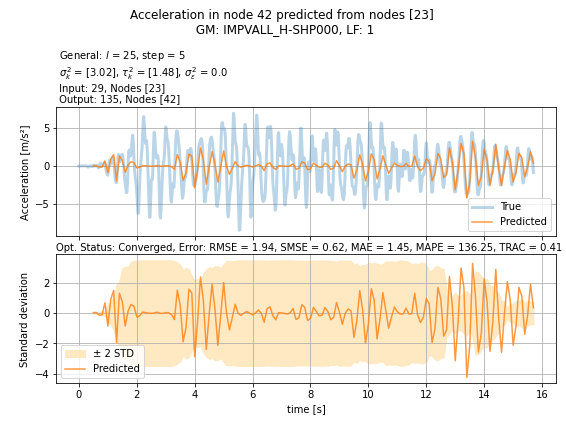 Acceleration in node 42 predicted from nodes [23]
GM: IMPVALL_H-SHP000, LF: 1
General: l = 25, step = 5
σ²ₖ = [3.02], τ²ₖ = [1.48], σ²ε = 0.0
Input: 29, Nodes [23]
Output: 135, Nodes [42]
Acceleration [m/s²]
5
0
−5
True
Predicted
Opt. Status: Converged, Error: RMSE = 1.94, SMSE = 0.62, MAE = 1.45, MAPE = 136.25, TRAC = 0.41
Standard deviation
2
0
−2
−4
± 2 STD
Predicted
0 2 4 6 8 10 12 14 16
time [s]